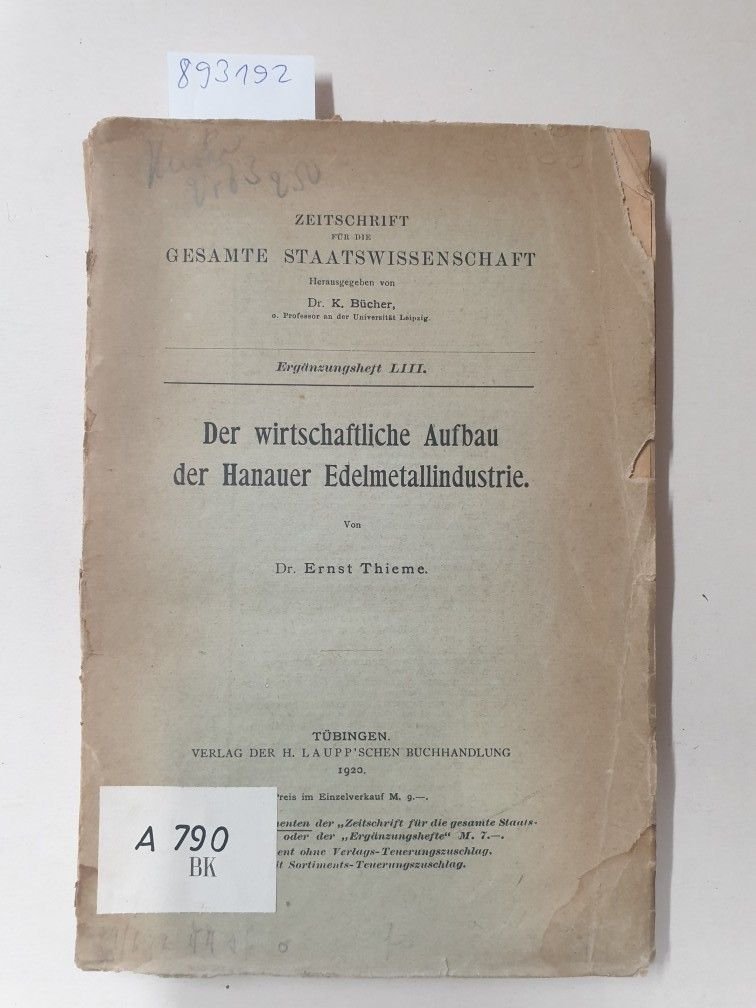 893192
ZEITSCHRIFT
FÜR DIE
GESAMTE STAATSWISSENSCHAFT
Herausgegeben von
Dr. K. Bücher,
o. Professor an der Universität Leipzig.
Ergänzungsheft LIII.
Der wirtschaftliche Aufbau
der Hanauer Edelmetallindustrie.
Von
Dr. Ernst Thieme.
TÜBINGEN.
VERLAG DER H. LAUPP'SCHEN BUCHHANDLUNG
1920.
Preis im Einzelverkauf M. 9.—.
der „Zeitschrift für die gesamte Staats-
oder der „Ergänzungshefte“ M. 7.—.
ohne Verlags-Teuerungszuschlag.
Sortiments-Teuerungszuschlag.
A 790
BK